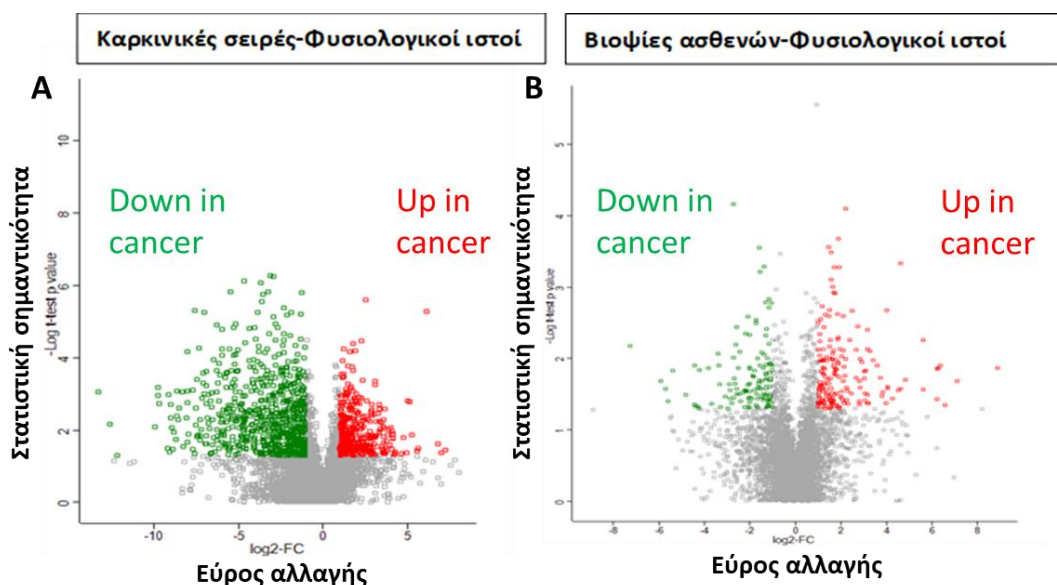 Καρκινικές σειρές-Φυσιολογικοί ιστοί
Βιοψίες ασθενών-Φυσιολογικοί ιστοί
A
Στατιστική σημαντικότητα
-Log t-test p value
10
8
6
4
2
0
Down in
cancer
Up in
cancer
-10
-5
0
5
log2-FC
Εύρος αλλαγής
B
Στατιστική σημαντικότητα
-Log t-test p value
5
4
3
2
1
0
Down in
cancer
Up in
cancer
-8
-6
-4
-2
0
2
4
6
8
log2-FC
Εύρος αλλαγής